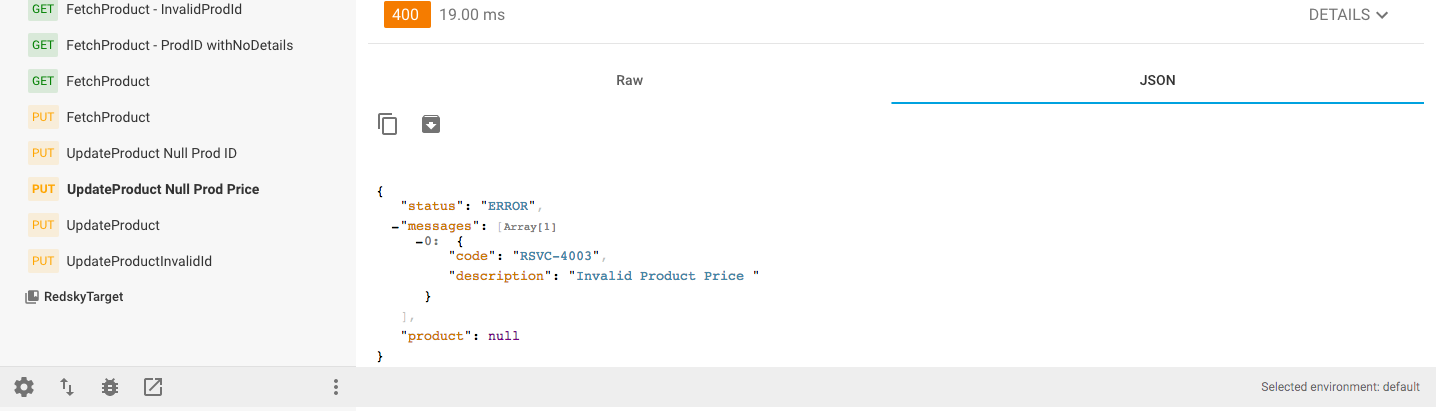 GET FetchProduct - InvalidProdId
GET FetchProduct - ProdID withNoDetails
GET FetchProduct
PUT FetchProduct
PUT UpdateProduct Null Prod ID
PUT UpdateProduct Null Prod Price
PUT UpdateProduct
PUT UpdateProductInvalidId
RedskyTarget
400 19.00 ms DETAILS
Raw JSON
{
"status": "ERROR",
-"messages": [Array[1]
-0: {
"code": "RSVC-4003",
"description": "Invalid Product Price "
}
],
"product": null
}
Selected environment: default